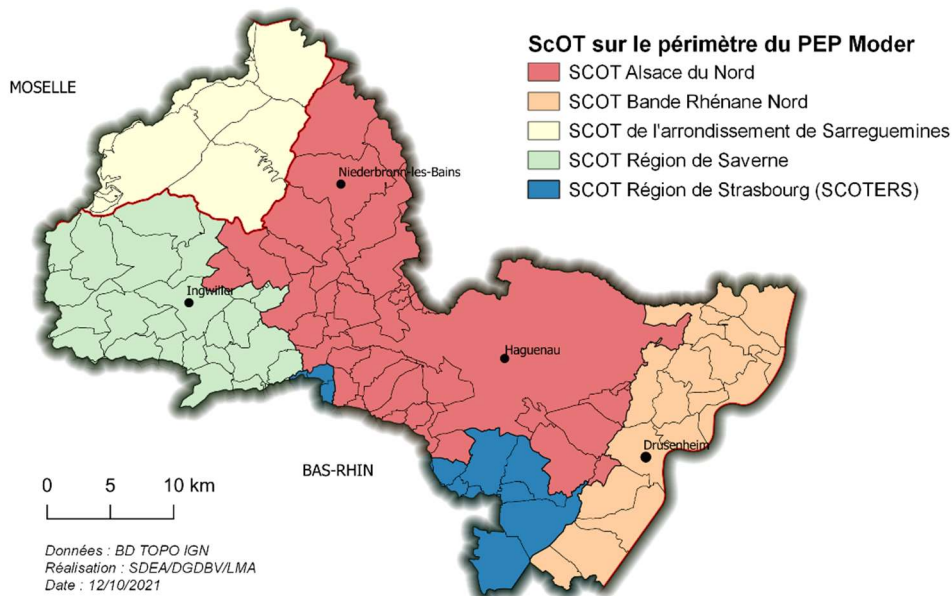 ScOT sur le périmètre du PEP Moder
SCOT Alsace du Nord
SCOT Bande Rhénane Nord
SCOT de l'arrondissement de Sarreguemines
SCOT Région de Saverne
SCOT Région de Strasbourg (SCOTERS)
MOSELLE
Niederbronn-les-Bains
Ingwiller
Haguenau
Drusenheim
BAS-RHIN
0 5 10 km
Données : BD TOPO IGN
Réalisation : SDEA/DGDBV/LMA
Date : 12/10/2021